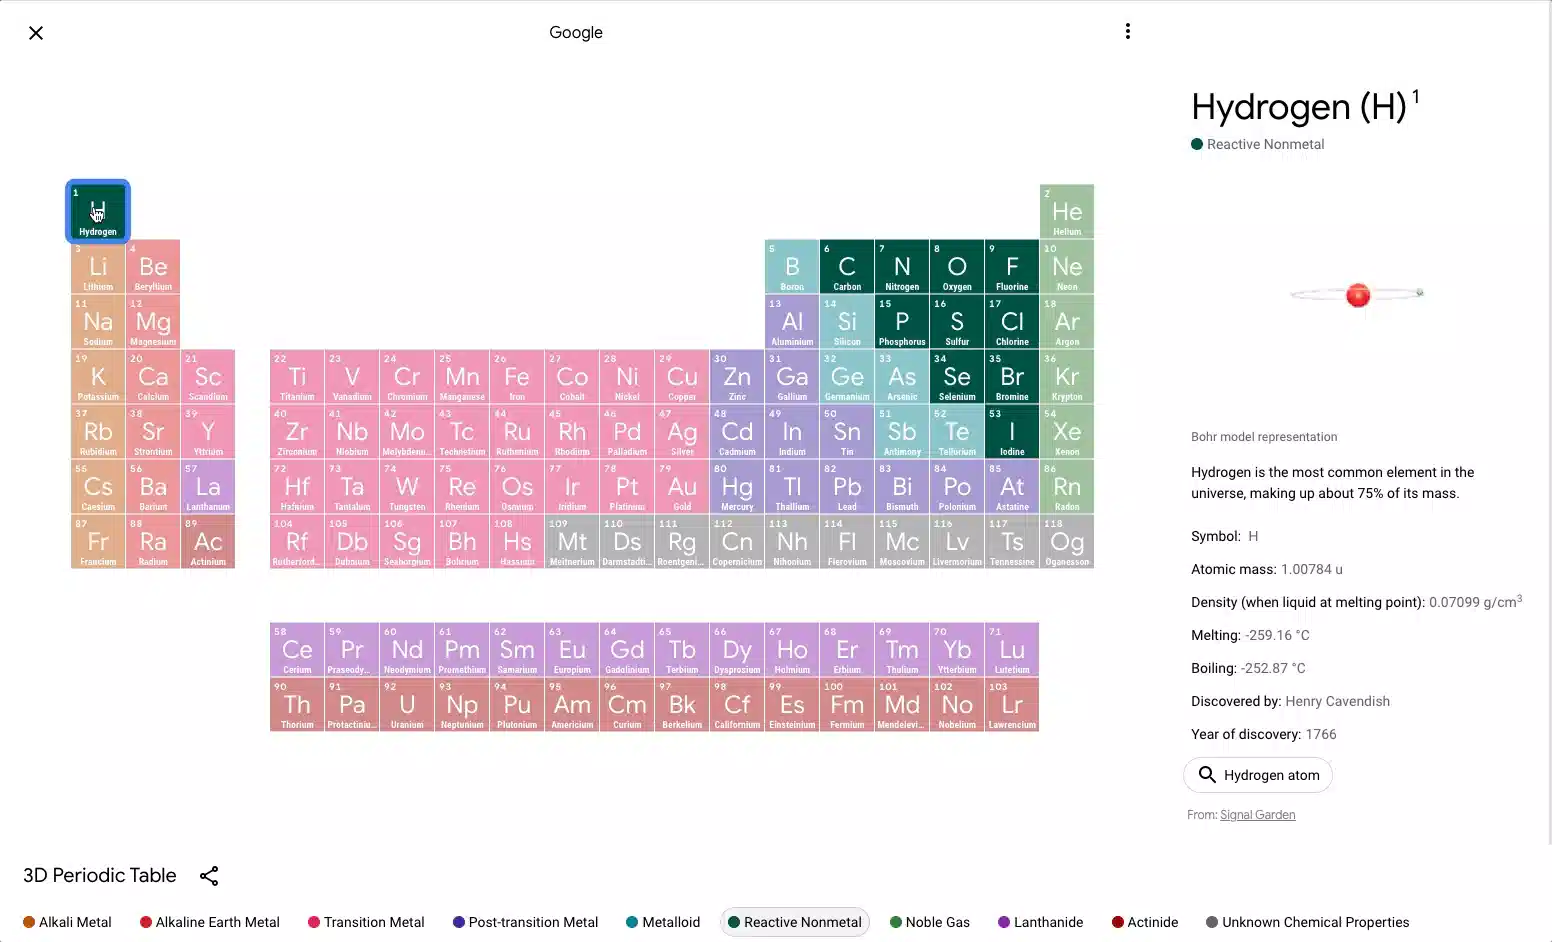 Google
Hydrogen (H) 1
Reactive Nonmetal
1 H Hydrogen
2 He Helium
3 Li Lithium
4 Be Beryllium
5 B Boron
6 C Carbon
7 N Nitrogen
8 O Oxygen
9 F Fluorine
10 Ne Neon
11 Na Sodium
12 Mg Magnesium
13 Al Aluminium
14 Si Silicon
15 P Phosphorus
16 S Sulfur
17 Cl Chlorine
18 Ar Argon
19 K Potassium
20 Ca Calcium
21 Sc Scandium
22 Ti Titanium
23 V Vanadium
24 Cr Chromium
25 Mn Manganese
26 Fe Iron
27 Co Cobalt
28 Ni Nickel
29 Cu Copper
30 Zn Zinc
31 Ga Gallium
32 Ge Germanium
33 As Arsenic
34 Se Selenium
35 Br Bromine
36 Kr Krypton
37 Rb Rubidium
38 Sr Strontium
39 Y Yttrium
40 Zr Zirconium
41 Nb Niobium
42 Mo Molybdenu...
43 Tc Technetium
44 Ru Ruthenium
45 Rh Rhodium
46 Pd Palladium
47 Ag Silver
48 Cd Cadmium
49 In Indium
50 Sn Tin
51 Sb Antimony
52 Te Tellurium
53 I Iodine
54 Xe Xenon
55 Cs Caesium
56 Ba Barium
57 La Lanthanum
72 Hf Hafnium
73 Ta Tantalum
74 W Tungsten
75 Re Rhenium
76 Os Osmium
77 Ir Iridium
78 Pt Platinum
79 Au Gold
80 Hg Mercury
81 Tl Thallium
82 Pb Lead
83 Bi Bismuth
84 Po Polonium
85 At Astatine
86 Rn Radon
87 Fr Francium
88 Ra Radium
89 Ac Actinium
104 Rf Rutherford...
105 Db Dubnium
106 Sg Seaborgium
107 Bh Bohrium
108 Hs Hassium
109 Mt Meitnerium
110 Ds Darmstadti...
111 Rg Roentgeni...
112 Cn Copernicium
113 Nh Nihonium
114 Fl Flerovium
115 Mc Moscovium
116 Lv Livermorium
117 Ts Tennessine
118 Og Oganesson
58 Ce Cerium
59 Pr Praseody...
60 Nd Neodymium
61 Pm Promethium
62 Sm Samarium
63 Eu Europium
64 Gd Gadolinium
65 Tb Terbium
66 Dy Dysprosium
67 Ho Holmium
68 Er Erbium
69 Tm Thulium
70 Yb Ytterbium
71 Lu Lutetium
90 Th Thorium
91 Pa Protactiniu...
92 U Uranium
93 Np Neptunium
94 Pu Plutonium
95 Am Americium
96 Cm Curium
97 Bk Berkelium
98 Cf Californium
99 Es Einsteinium
100 Fm Fermium
101 Md Mendelevi...
102 No Nobelium
103 Lr Lawrencium
Bohr model representation
Hydrogen is the most common element in the
universe, making up about 75% of its mass.
Symbol: H
Atomic mass: 1.00784 u
Density (when liquid at melting point): 0.07099 g/cm3
Melting: -259.16 °C
Boiling: -252.87 °C
Discovered by: Henry Cavendish
Year of discovery: 1766
Hydrogen atom
From: Signal Garden
3D Periodic Table
Alkali Metal
Alkaline Earth Metal
Transition Metal
Post-transition Metal
Metalloid
Reactive Nonmetal
Noble Gas
Lanthanide
Actinide
Unknown Chemical Properties